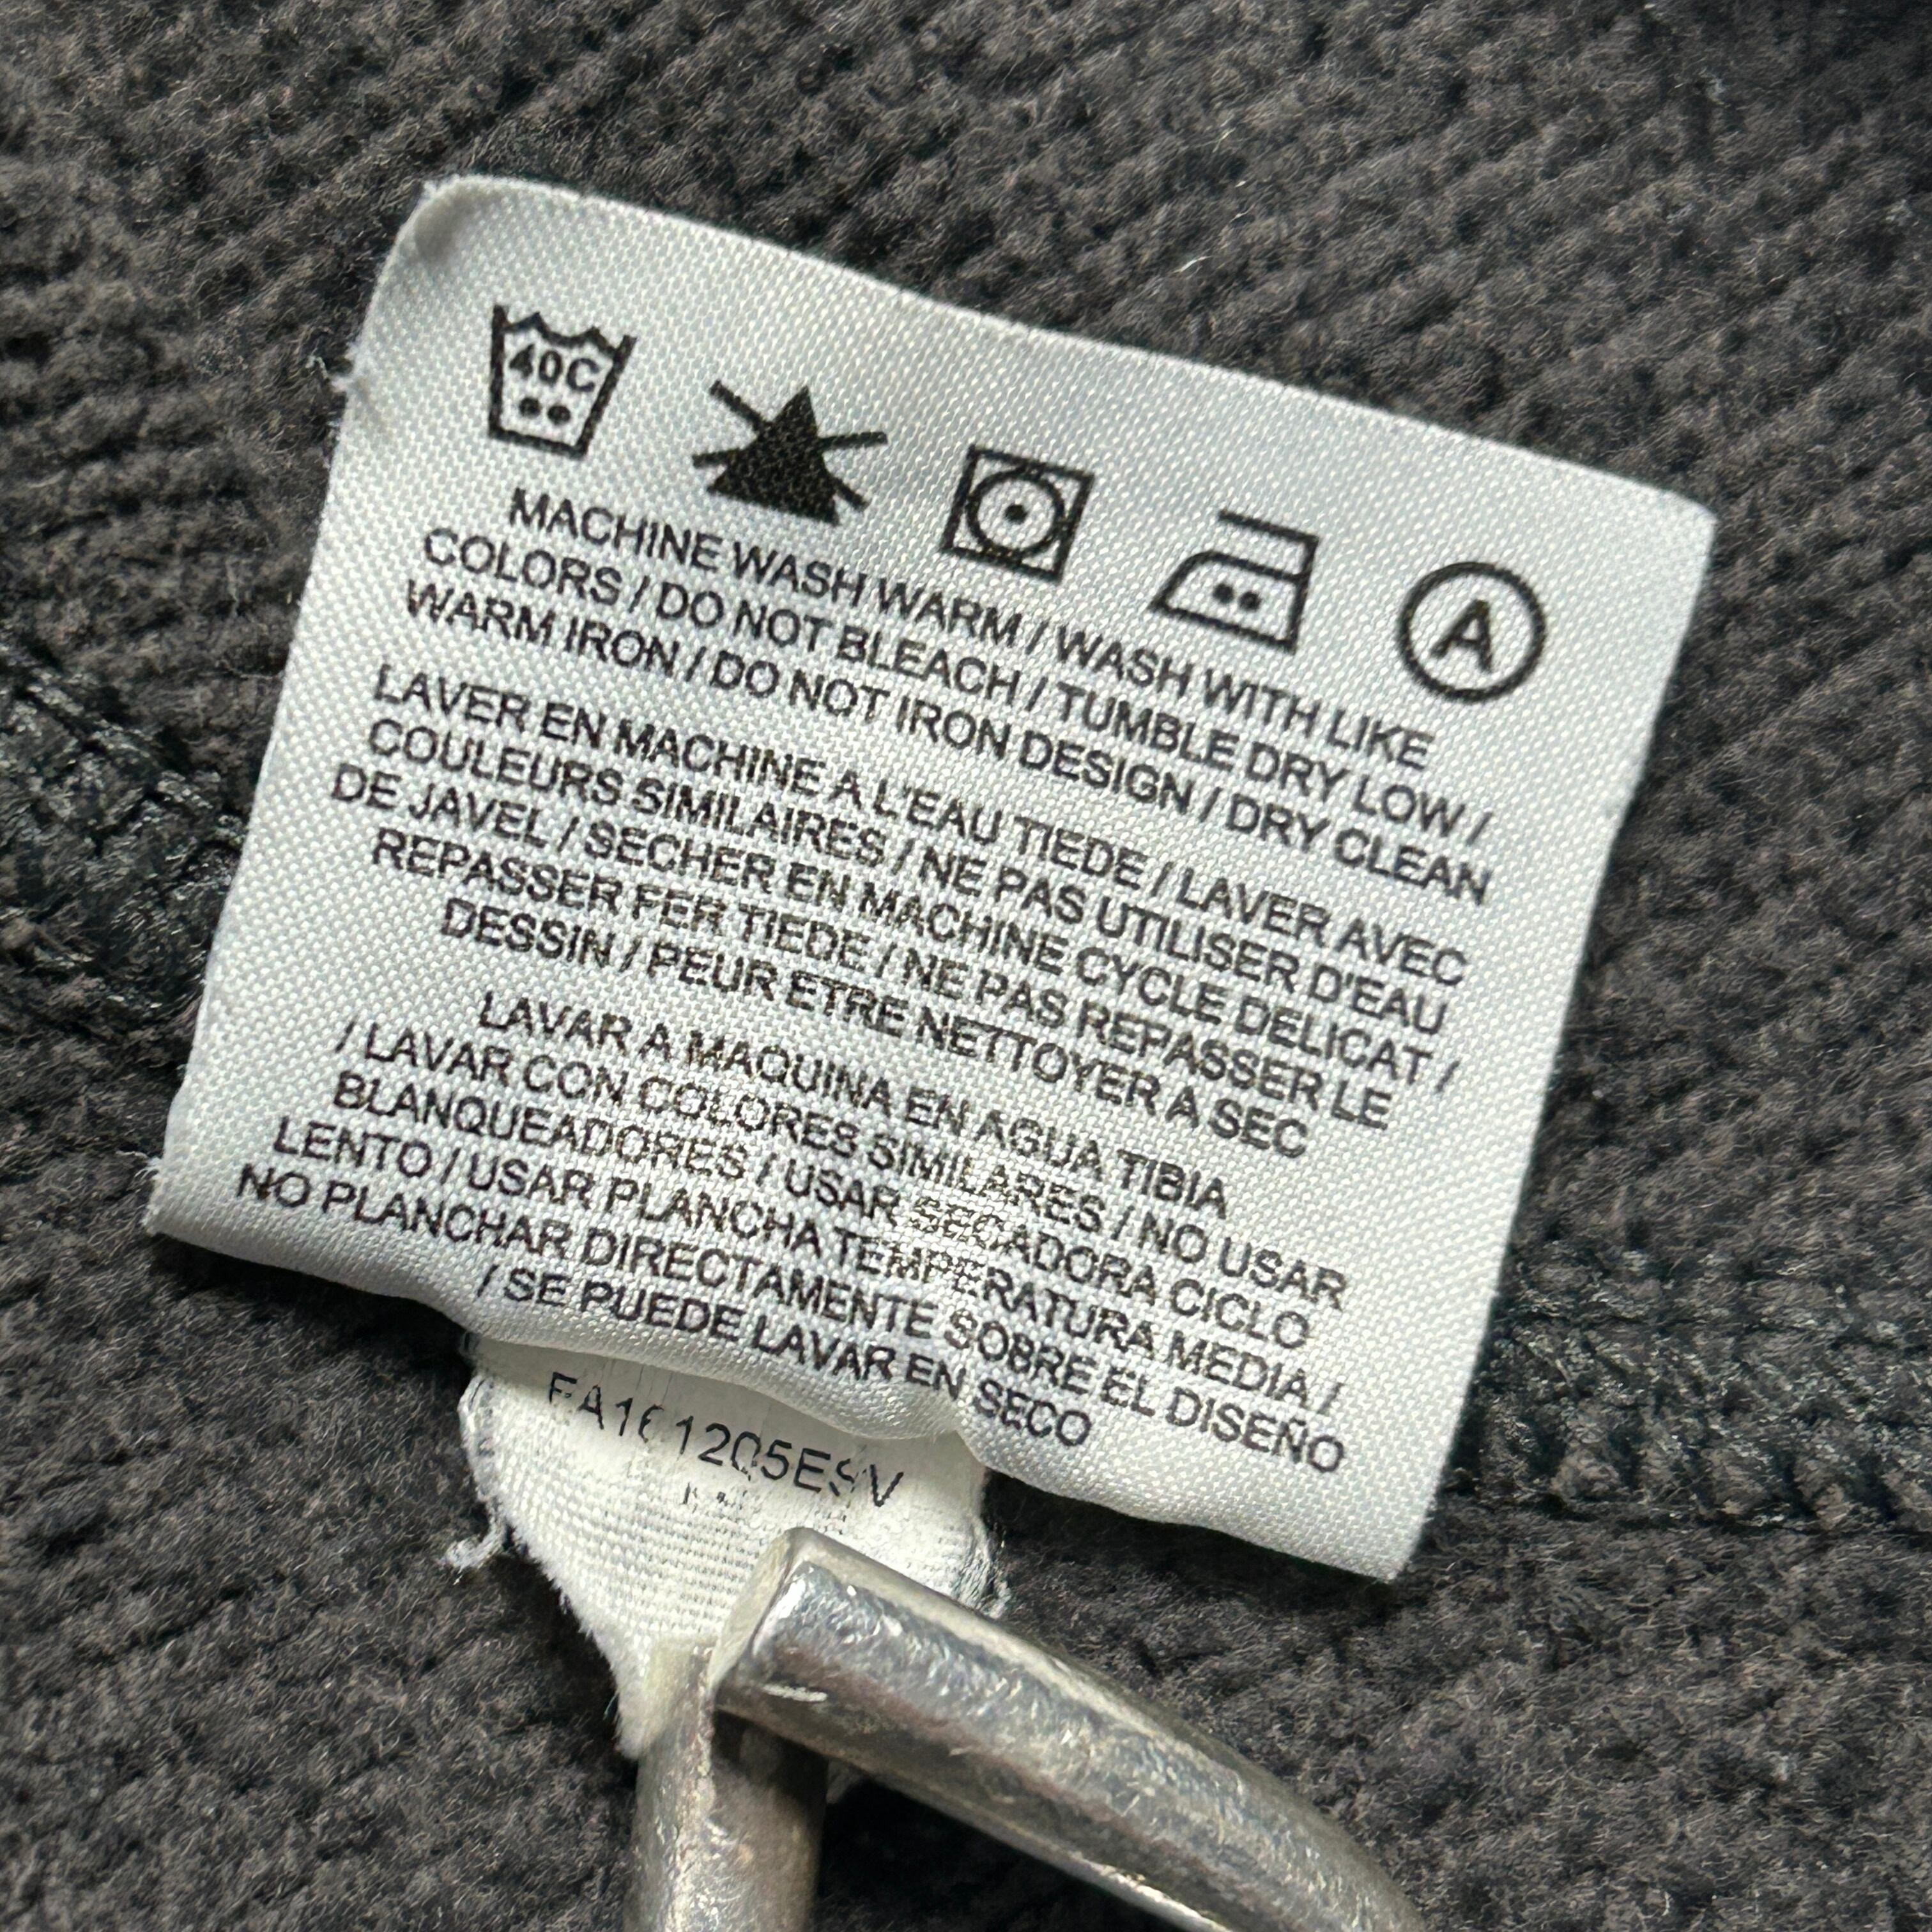 40C
A
MACHINE WASH WARM / WASH WITH LIKE
COLORS / DO NOT BLEACH / TUMBLE DRY LOW /
WARM IRON / DO NOT IRON DESIGN / DRY CLEAN
LAVER EN MACHINE A L'EAU TIEDE / LAVER AVEC
COULEURS SIMILAIRES / NE PAS UTILISER D'EAU
DE JAVEL / SECHER EN MACHINE CYCLE DELICAT /
REPASSER FER TIEDE / NE PAS REPASSER LE
DESSIN / PEUR ETRE NETTOYER A SEC
LAVAR A MAQUINA EN AGUA TIBIA
/ LAVAR CON COLORES SIMILARES / NO USAR
BLANQUEADORES / USAR SECADORA CICLO
LENTO / USAR PLANCHA TEMPERATURA MEDIA /
NO PLANCHAR DIRECTAMENTE SOBRE EL DISEÑO
/ SE PUEDE LAVAR EN SECO